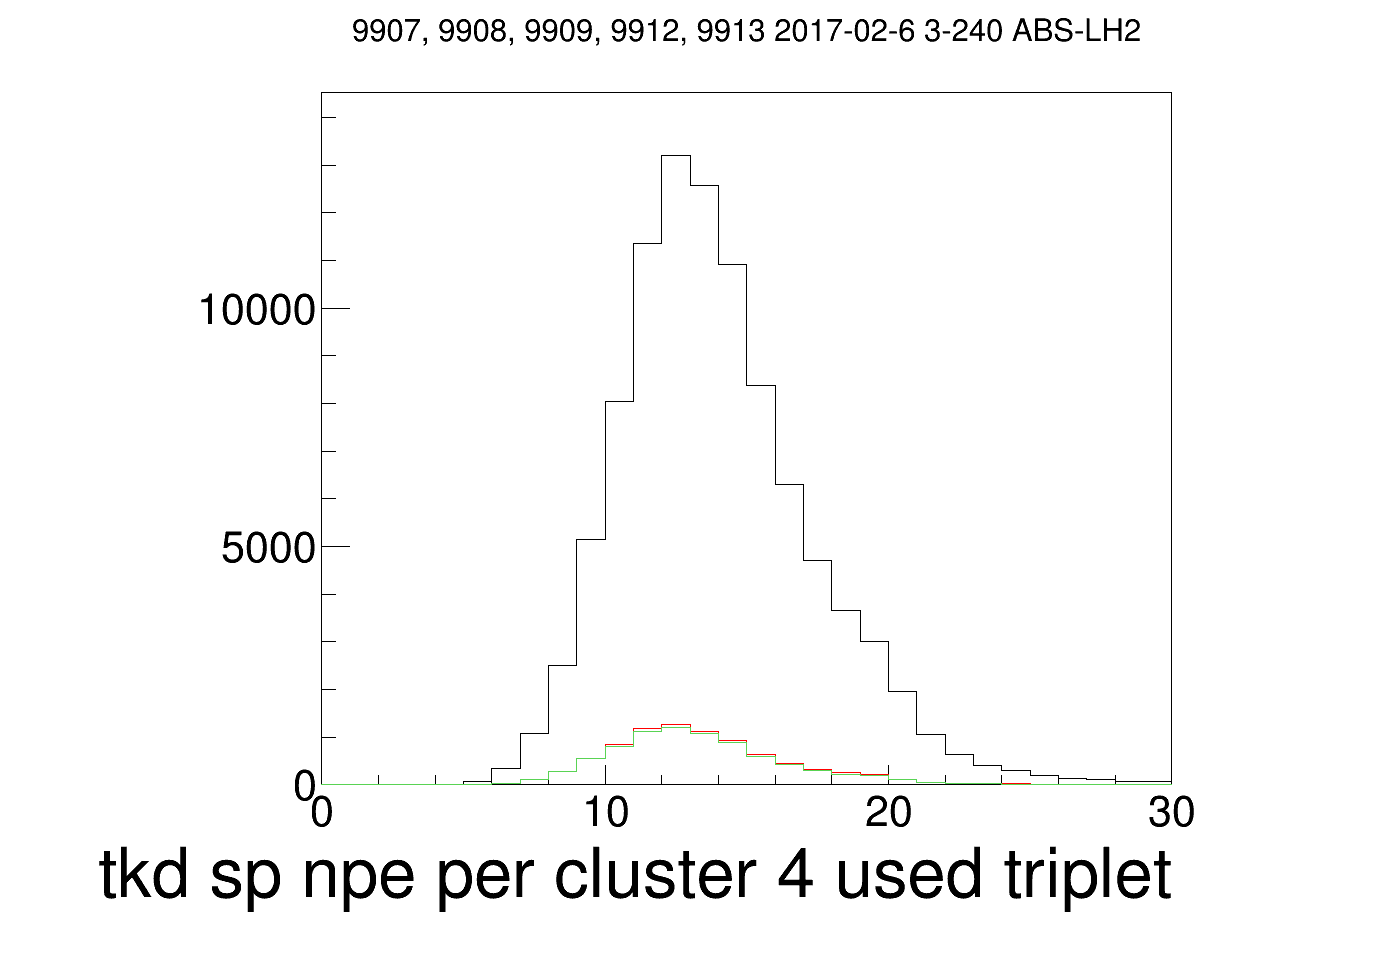 9907, 9908, 9909, 9912, 9913 2017-02-6 3-240 ABS-LH2
10000
5000
0
0 10 20 30
tkd sp npe per cluster 4 used triplet